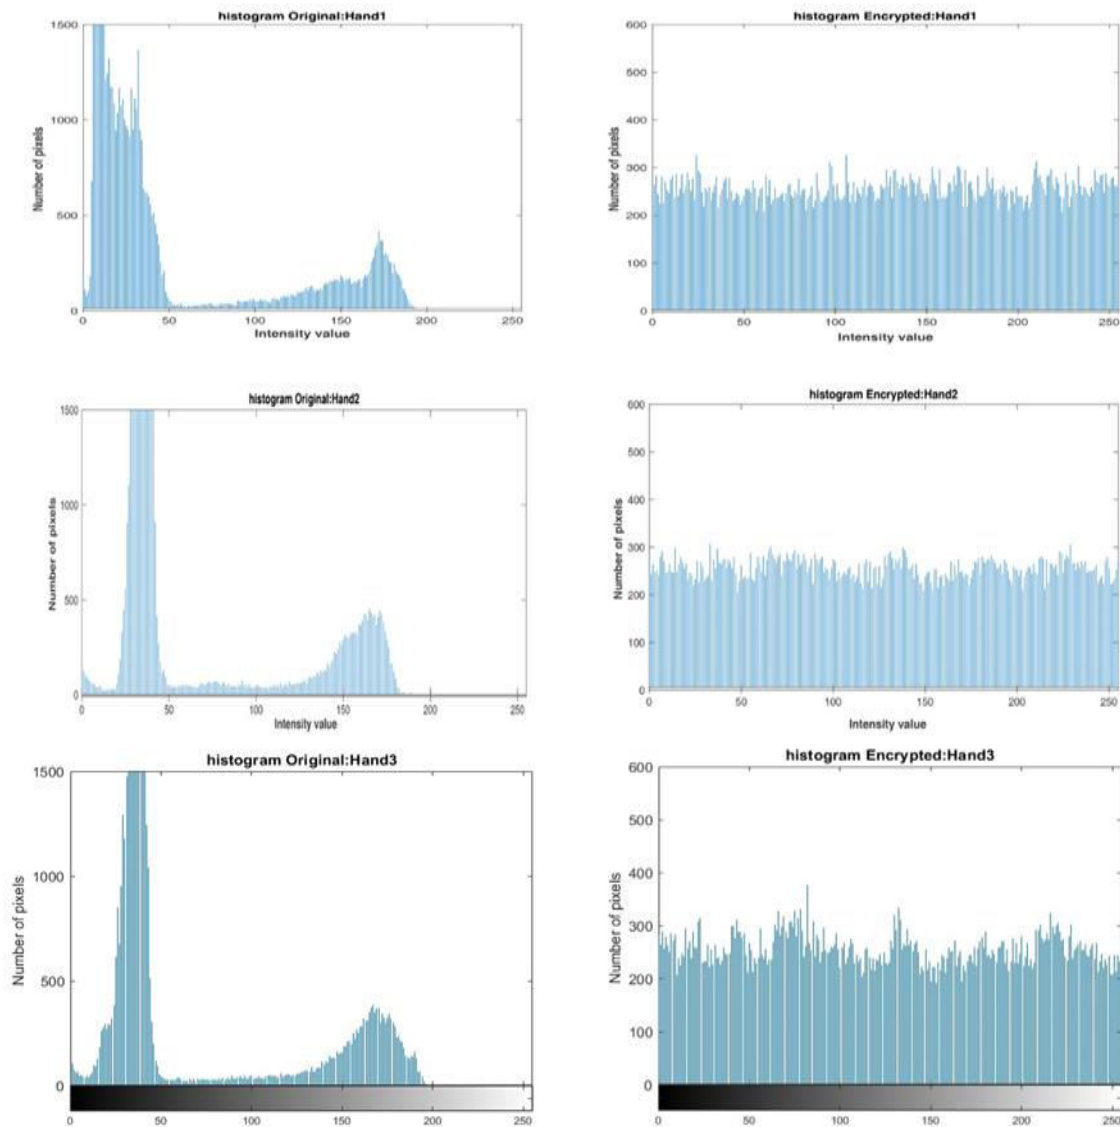 histogram Original:Hand1
1500
1000
500
0
Number of pixels
0 50 100 150 200 250
Intensity value
histogram Encrypted:Hand1
600
500
400
300
200
100
0
Number of pixels
0 50 100 150 200 250
Intensity value
histogram Original:Hand2
1500
1000
500
0
Number of pixels
0 50 100 150 200 250
Intensity value
histogram Encrypted:Hand2
600
500
400
300
200
100
0
Number of pixels
0 50 100 150 200 250
Intensity value
histogram Original:Hand3
1500
1000
500
0
Number of pixels
0 50 100 150 200 250
histogram Encrypted:Hand3
600
500
400
300
200
100
0
Number of pixels
0 50 100 150 200 250